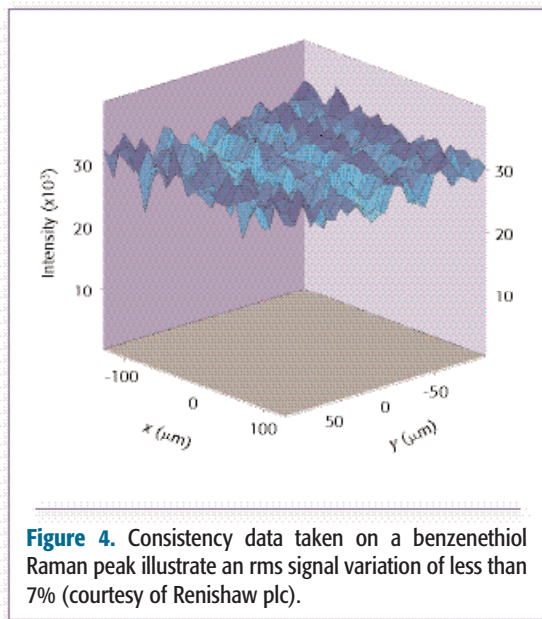 Intensity (x10³)
30
20
10
30
20
10
-100
0
100
x (μm)
50
0
-50
y (μm)
Figure 4. Consistency data taken on a benzenethiol
Raman peak illustrate an rms signal variation of less than
7% (courtesy of Renishaw plc).